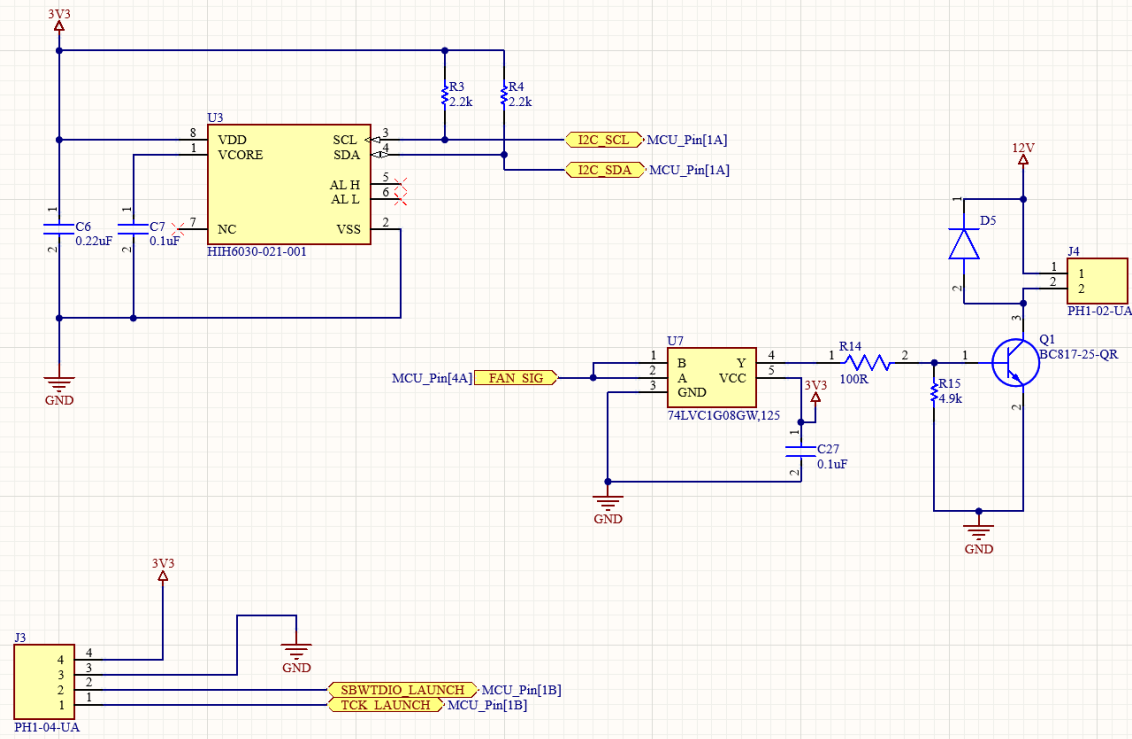 3V3
R3
2.2k
R4
2.2k
U3
8 VDD SCL 3
1 VCORE SDA 4
AL H 5
AL L 6
7 NC VSS 2
HIH6030-021-001
I2C_SCL MCU_Pin[1A]
I2C_SDA MCU_Pin[1A]
1 C6
2 0.22uF
1 C7
2 0.1uF
GND
12V
1 D5
2
J4
1 1
2 2
PH1-02-UA
3 Q1
BC817-25-QR
1
2
U7
MCU_Pin[4A] FAN_SIG
1 B Y 4
2 A VCC 5
3 GND
74LVC1G08GW,125
R14
1 2
100R
R15
4.9k
3V3
1 C27
2 0.1uF
GND
GND
3V3
GND
J3
4 4
3 3
2 2 SBWTDIO_LAUNCH MCU_Pin[1B]
1 1 TCK_LAUNCH MCU_Pin[1B]
PH1-04-UA